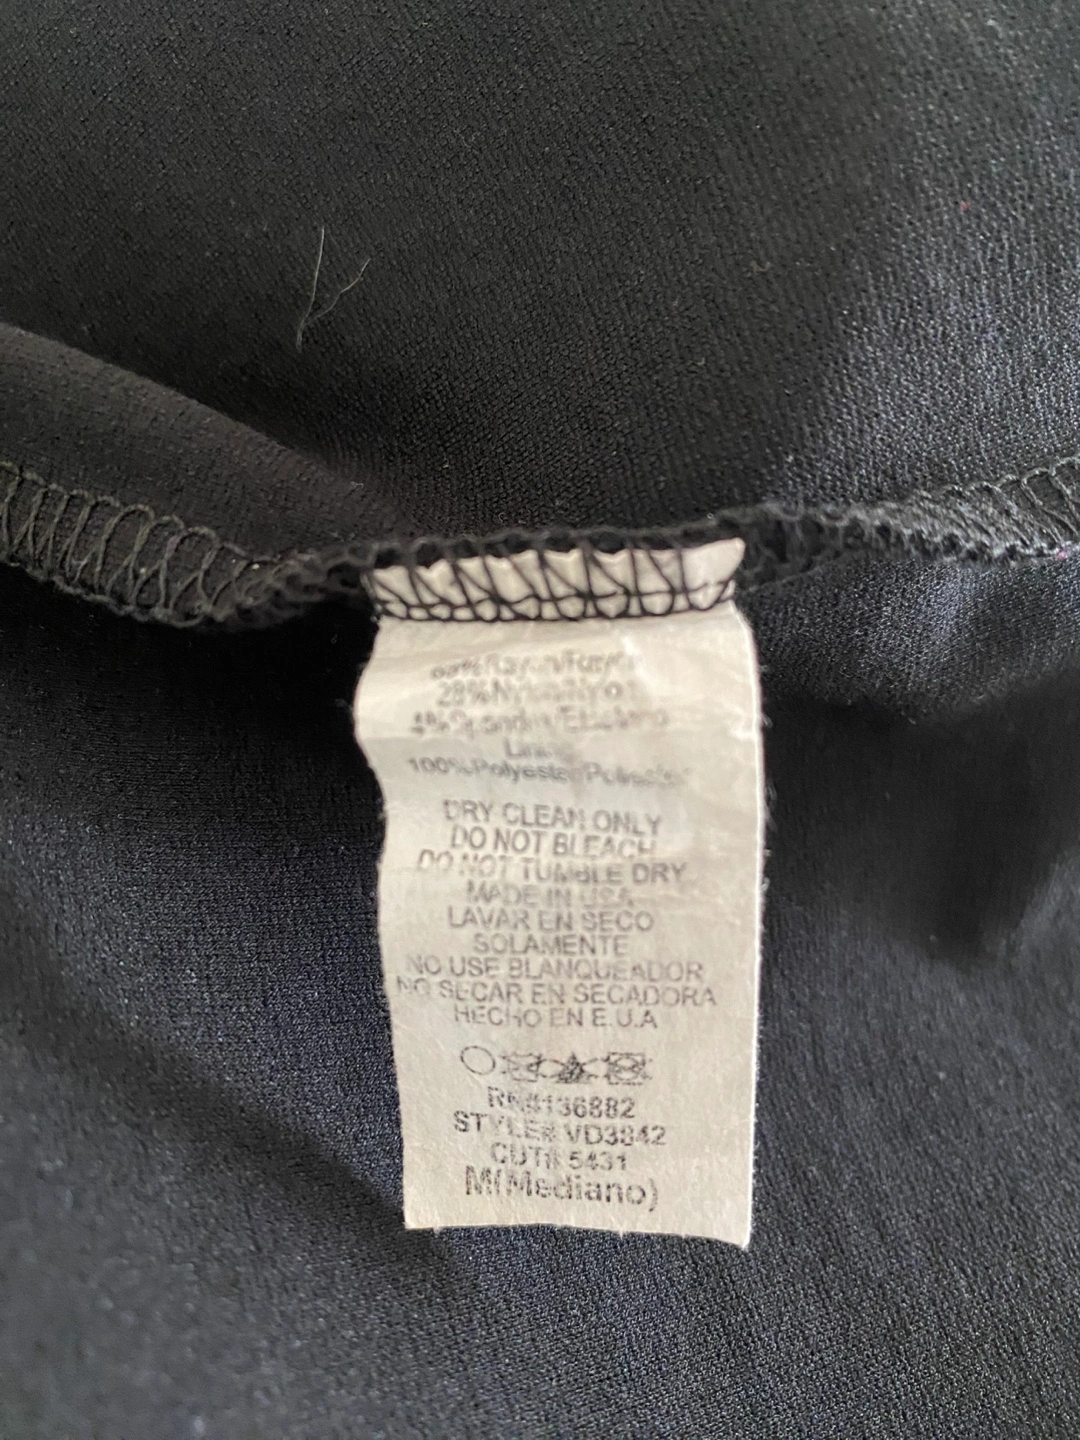 28%Nylon/Nylon
100%Polyester/Poliester
DRY CLEAN ONLY
DO NOT BLEACH
DO NOT TUMBLE DRY
MADE IN USA
LAVAR EN SECO
SOLAMENTE
NO USE BLANQUEADOR
NO SECAR EN SECADORA
HECHO EN E.U.A
RN#136882
STYLE# VD3842
CUT# 5431
M(Mediano)